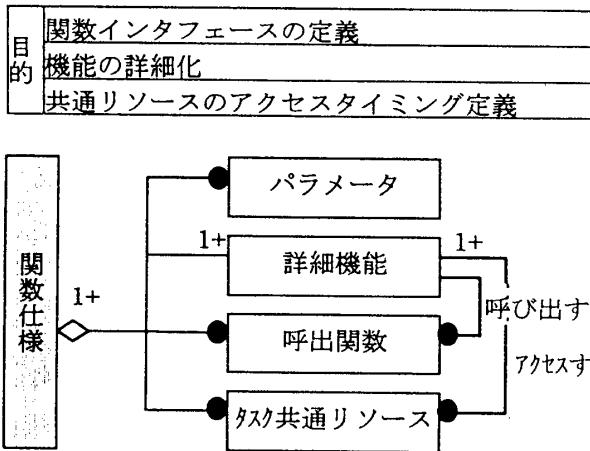 目的
関数インタフェースの定義
機能の詳細化
共通リソースのアクセスタイミング定義
関数仕様
1+
パラメータ
1+
詳細機能
1+
呼び出す
呼出関数
アクセスす
タスク共通リソース